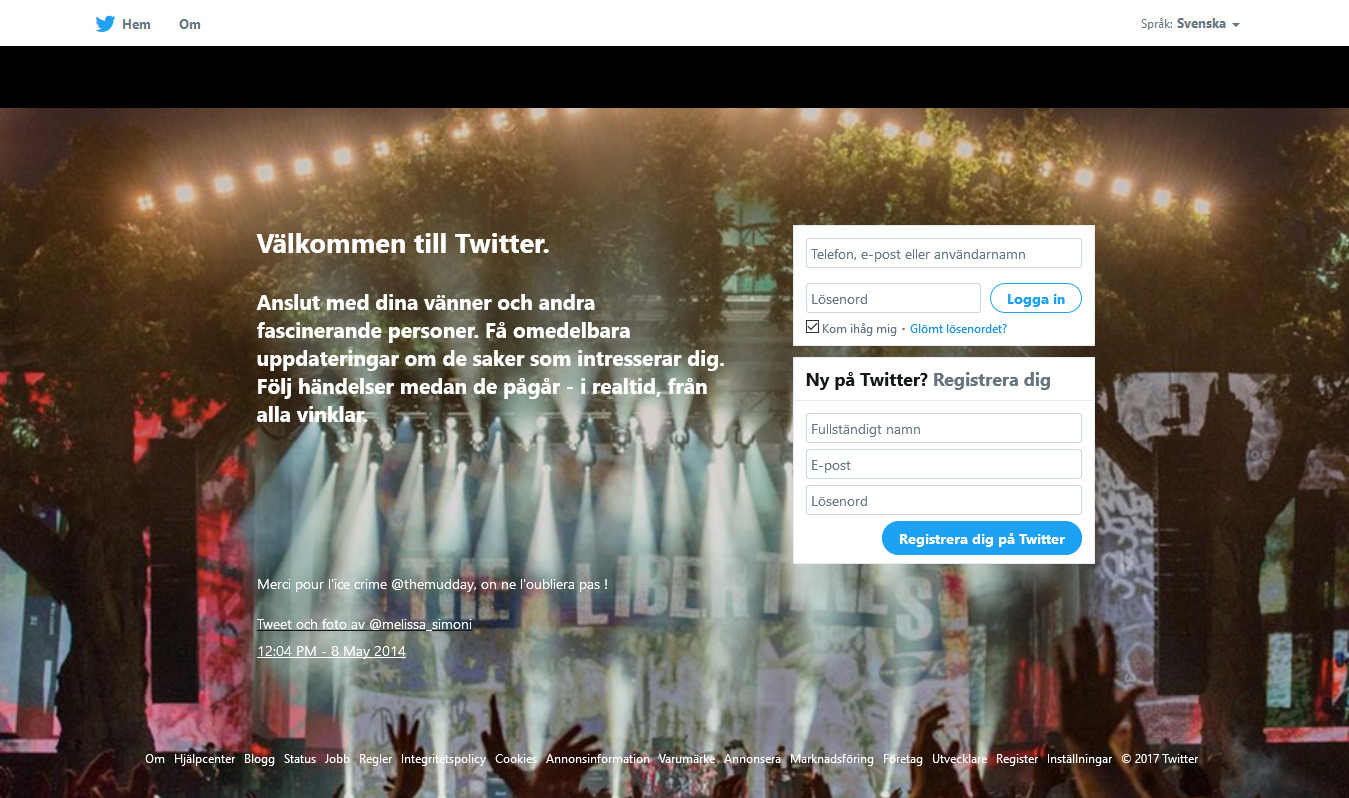 Hem Om Språk: Svenska
Välkommen till Twitter.
Anslut med dina vänner och andra
fascinerande personer. Få omedelbara
uppdateringar om de saker som intresserar dig.
Följ händelser medan de pågår - i realtid, från
alla vinklar.
Telefon, e-post eller användarnamn
Lösenord Logga in
Kom ihåg mig · Glömt lösenordet?
Ny på Twitter? Registrera dig
Fullständigt namn
E-post
Lösenord
Registrera dig på Twitter
Merci pour l'ice crime @themudday, on ne l'oubliera pas !
Tweet och foto av @melissa_simoni
12:04 PM - 8 May 2014
LIBERTINES
Om Hjälpcenter Blogg Status Jobb Regler Integritetspolicy Cookies Annonsinformation Varumärke Annonsera Marknadsföring Företag Utvecklare Register Inställningar © 2017 Twitter